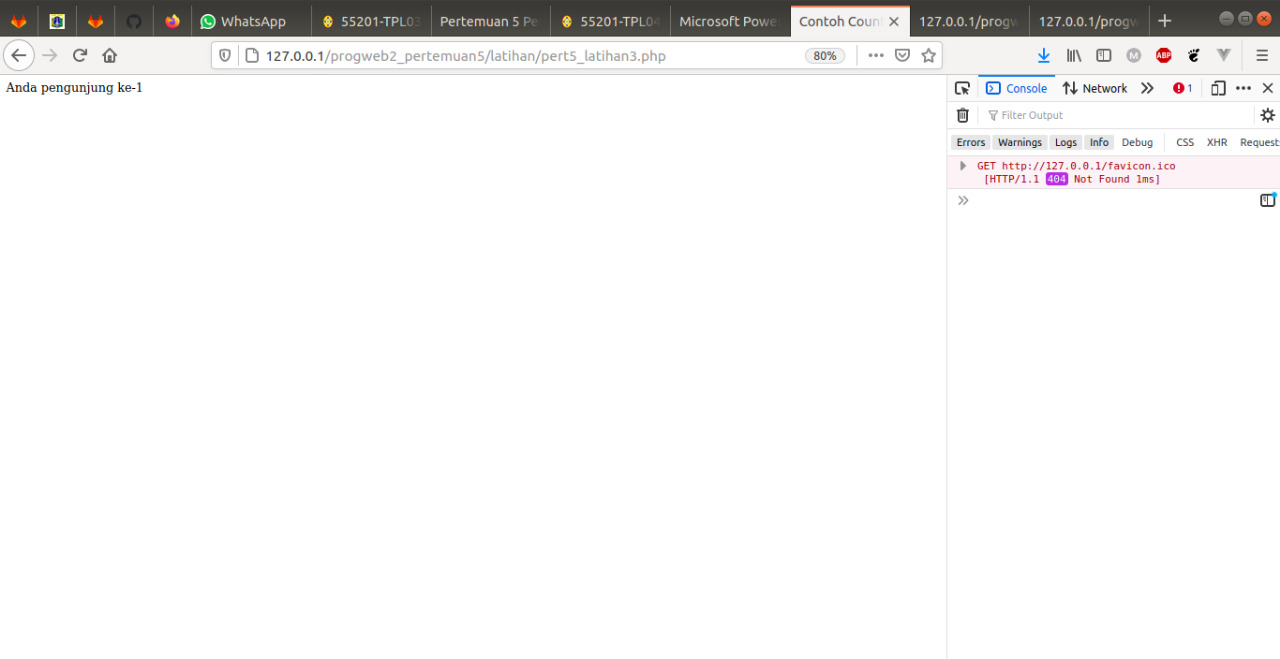 WhatsApp
55201-TPL03
Pertemuan 5 Pe
55201-TPL04
Microsoft Powe
Contoh Coun
127.0.0.1/progw
127.0.0.1/progw
127.0.0.1/progweb2_pertemuan5/latihan/pert5_latihan3.php
80%
ABP
Anda pengunjung ke-1
Console
Network
1
Filter Output
Errors Warnings Logs Info Debug CSS XHR Request
GET http://127.0.0.1/favicon.ico
[HTTP/1.1 404 Not Found 1ms]